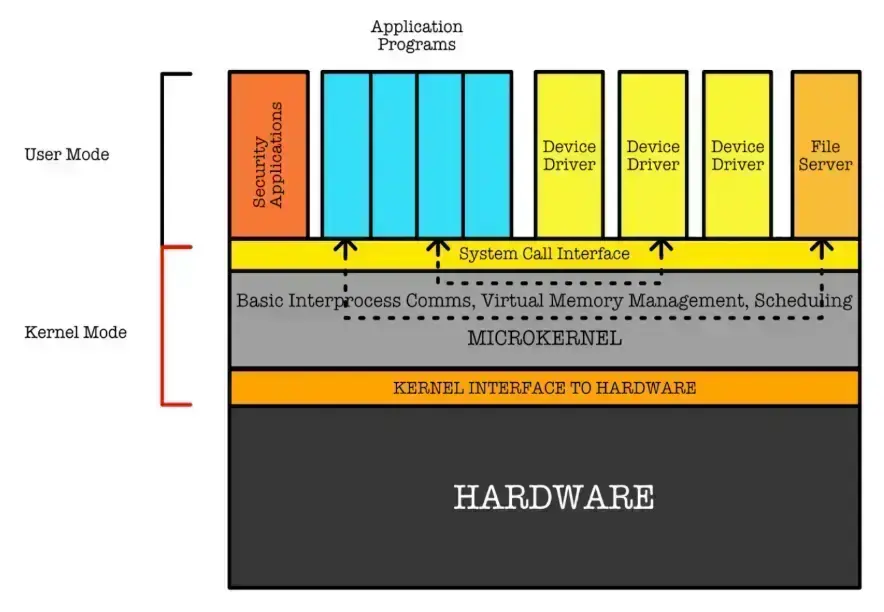 Application
Programs
User Mode
Security
Applications
Device
Driver
Device
Driver
Device
Driver
File
Server
System Call Interface
Kernel Mode
Basic Interprocess Comms, Virtual Memory Management, Scheduling
MICROKERNEL
KERNEL INTERFACE TO HARDWARE
HARDWARE